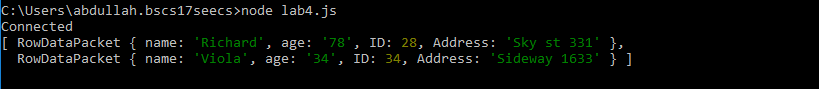 C:\Users\abdullah.bscs17seecs>node lab4.js
Connected
[ RowDataPacket { name: 'Richard', age: '78', ID: 28, Address: 'Sky st 331' },
  RowDataPacket { name: 'Viola', age: '34', ID: 34, Address: 'Sideway 1633' } ]